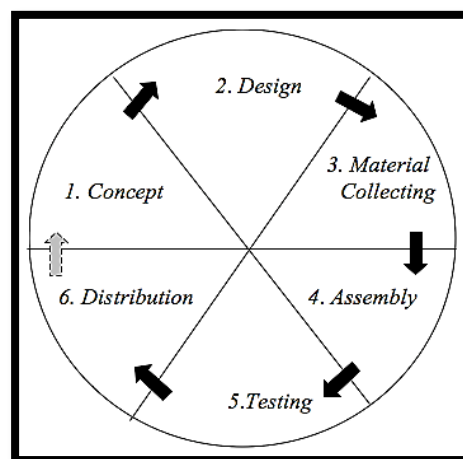 1. Concept
2. Design
3. Material
Collecting
4. Assembly
5.Testing
6. Distribution